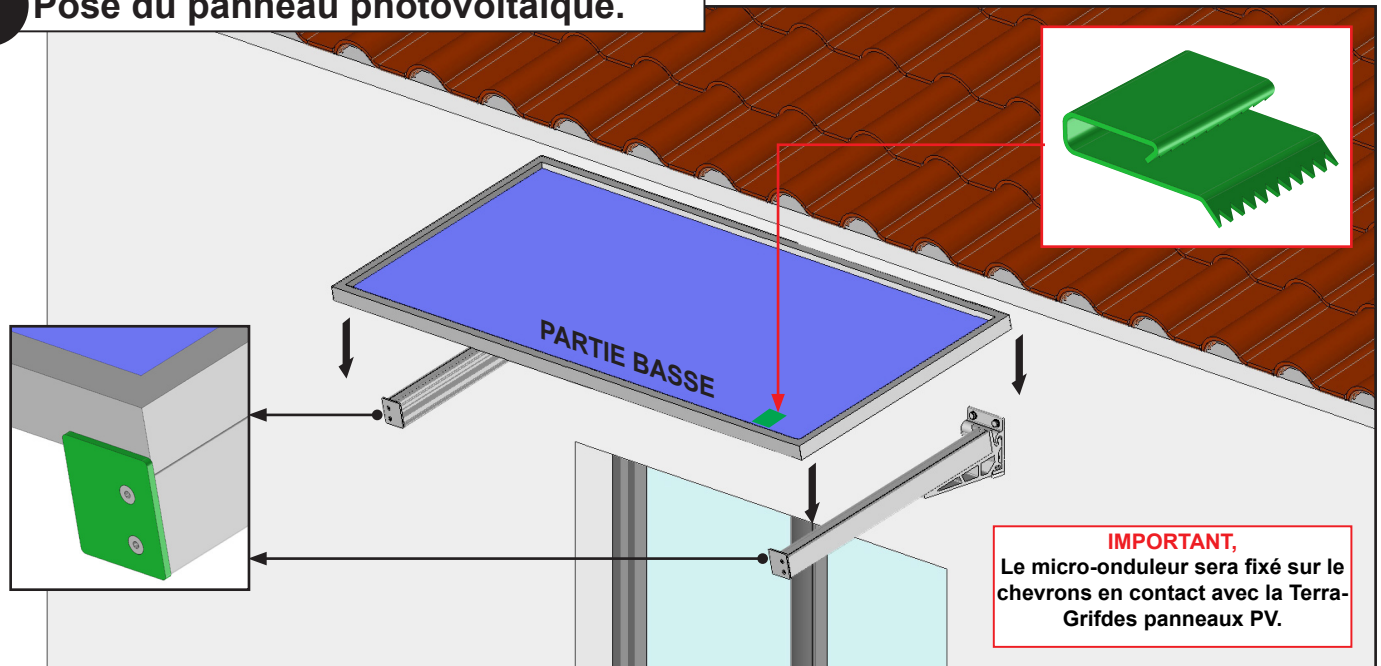 Pose du panneau photovoltaïque.
PARTIE BASSE
IMPORTANT,
Le micro-onduleur sera fixé sur le
chevrons en contact avec la Terra-
Grifdes panneaux PV.